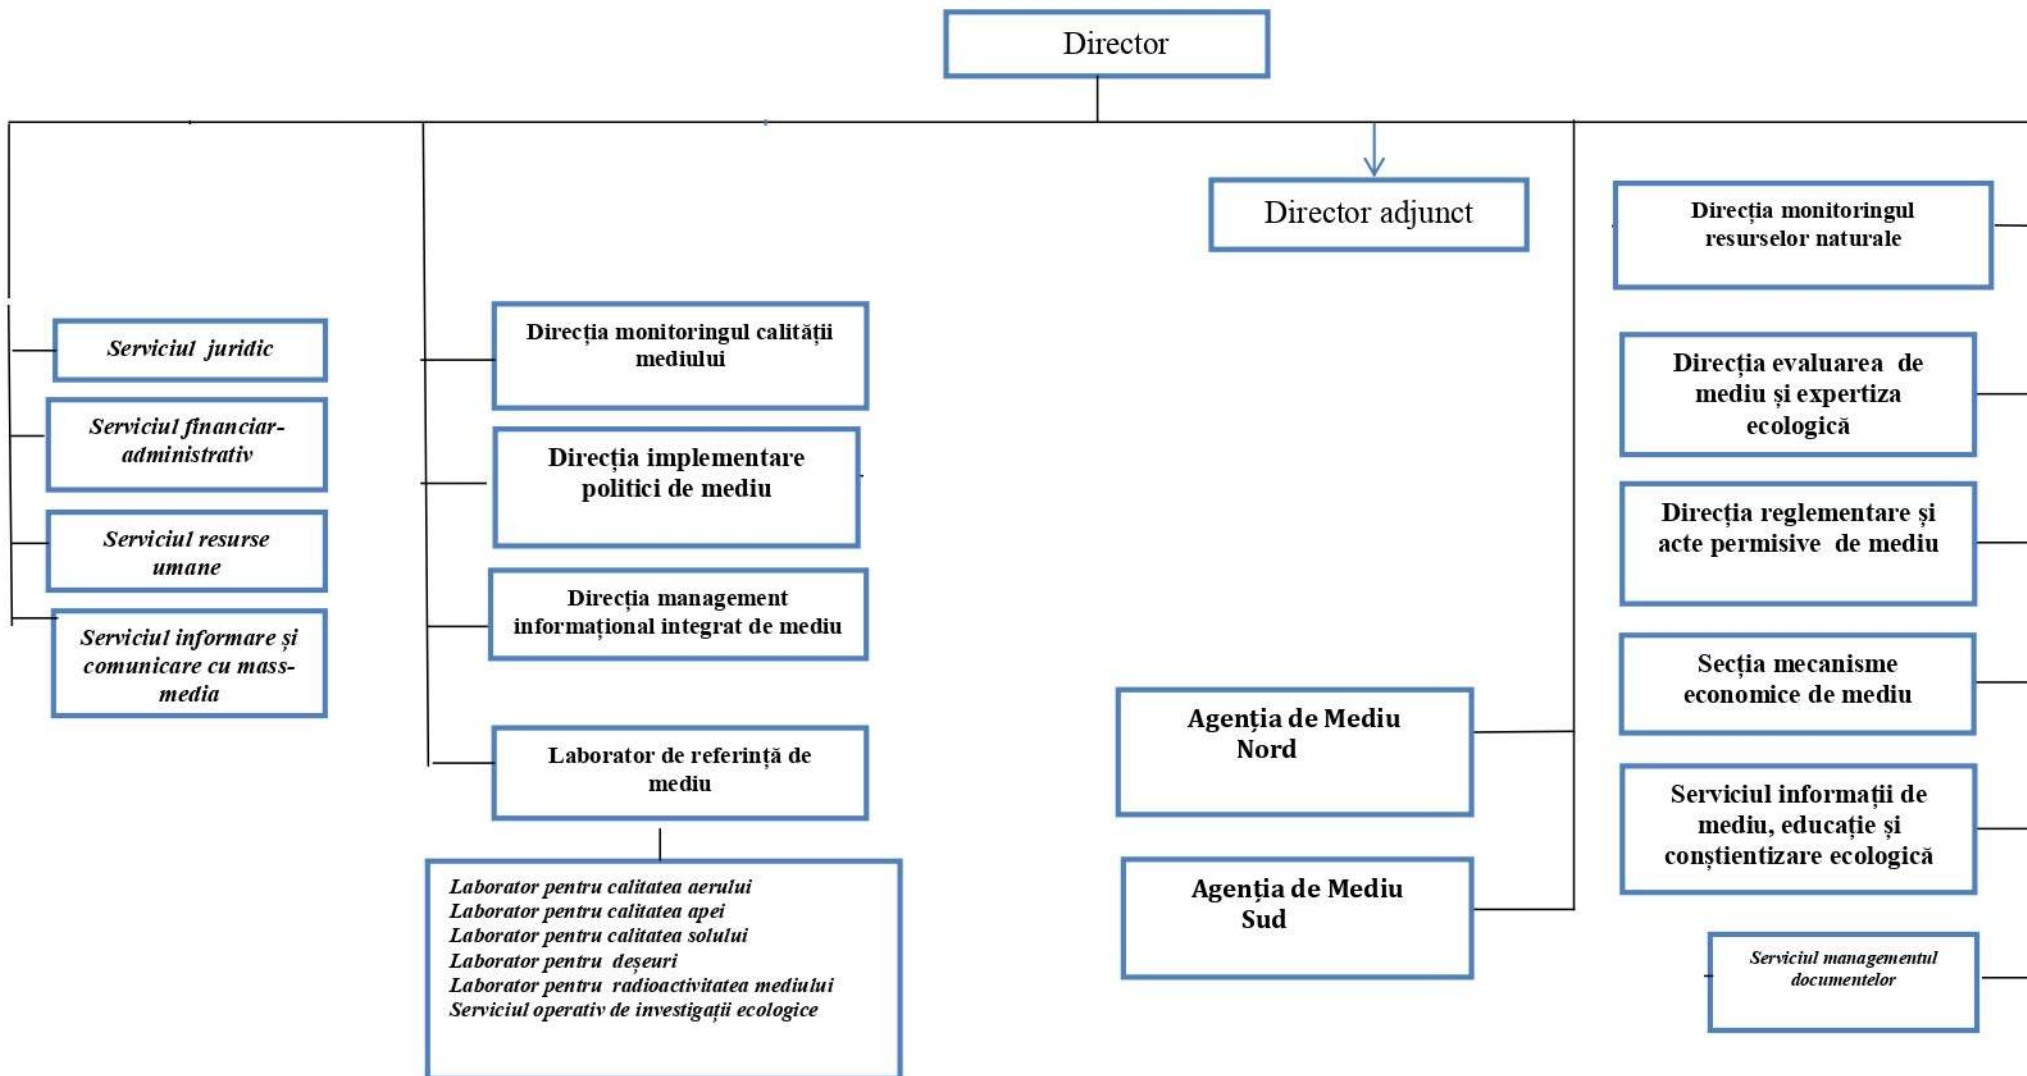 Director
Director adjunct
Serviciul juridic
Serviciul financiar-
administrativ
Serviciul resurse
umane
Serviciul informare și
comunicare cu mass-
media
Direcția monitoringul calității
mediului
Direcția implementare
politici de mediu
Direcția management
informațional integrat de mediu
Laborator de referință de
mediu
Laborator pentru calitatea aerului
Laborator pentru calitatea apei
Laborator pentru calitatea solului
Laborator pentru deșeuri
Laborator pentru radioactivitatea mediului
Serviciul operativ de investigații ecologice
Agenția de Mediu
Nord
Agenția de Mediu
Sud
Direcția monitoringul
resurselor naturale
Direcția evaluarea de
mediu și expertiza
ecologică
Direcția reglementare și
acte permisive de mediu
Secția mecanisme
economice de mediu
Serviciul informații de
mediu, educație și
conștientizare ecologică
Serviciul managementul
documentelor